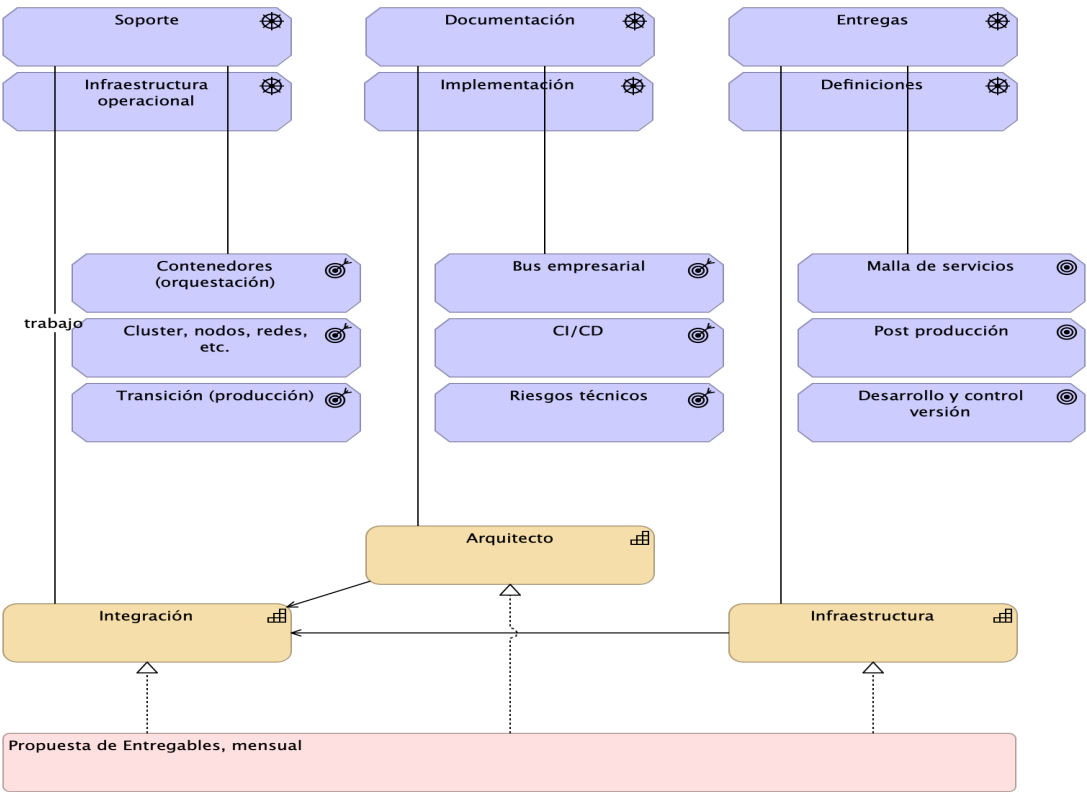 Soporte
Documentación
Entregas
Infraestructura
operacional
Implementación
Definiciones
Contenedores
(orquestación)
Bus empresarial
Malla de servicios
trabajo
Cluster, nodos, redes,
etc.
CI/CD
Post producción
Transición (producción)
Riesgos técnicos
Desarrollo y control
versión
Arquitecto
Integración
Infraestructura
Propuesta de Entregables, mensual